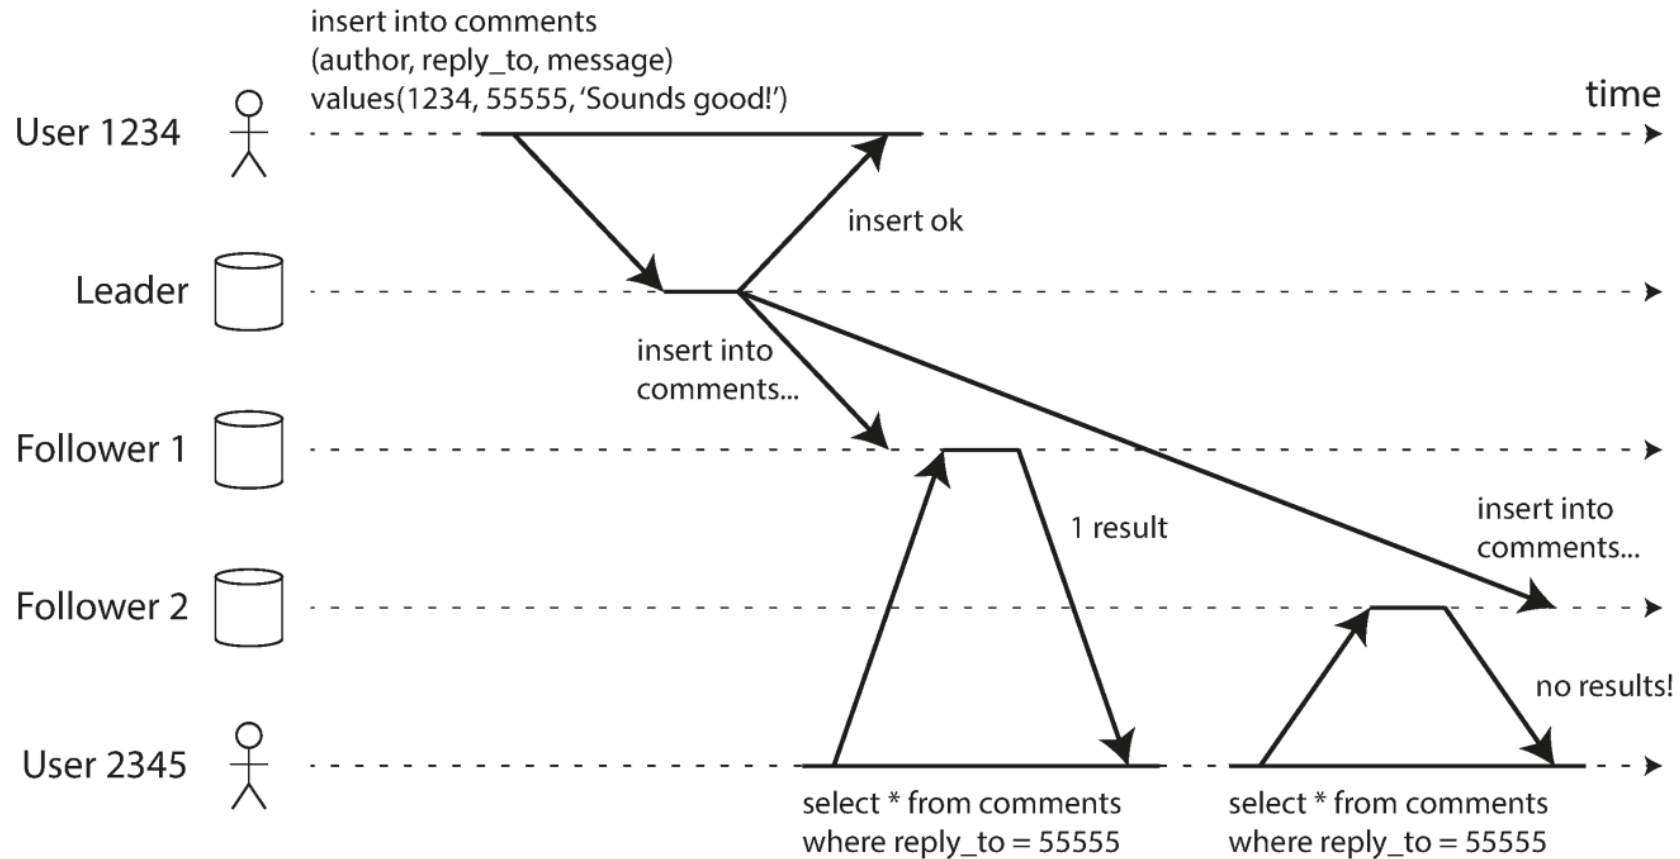 insert into comments
(author, reply_to, message)
values(1234, 55555, ‘Sounds good!’)
time
User 1234
insert ok
Leader
insert into
comments...
Follower 1
1 result
insert into
comments...
Follower 2
no results!
User 2345
select * from comments
where reply_to = 55555
select * from comments
where reply_to = 55555